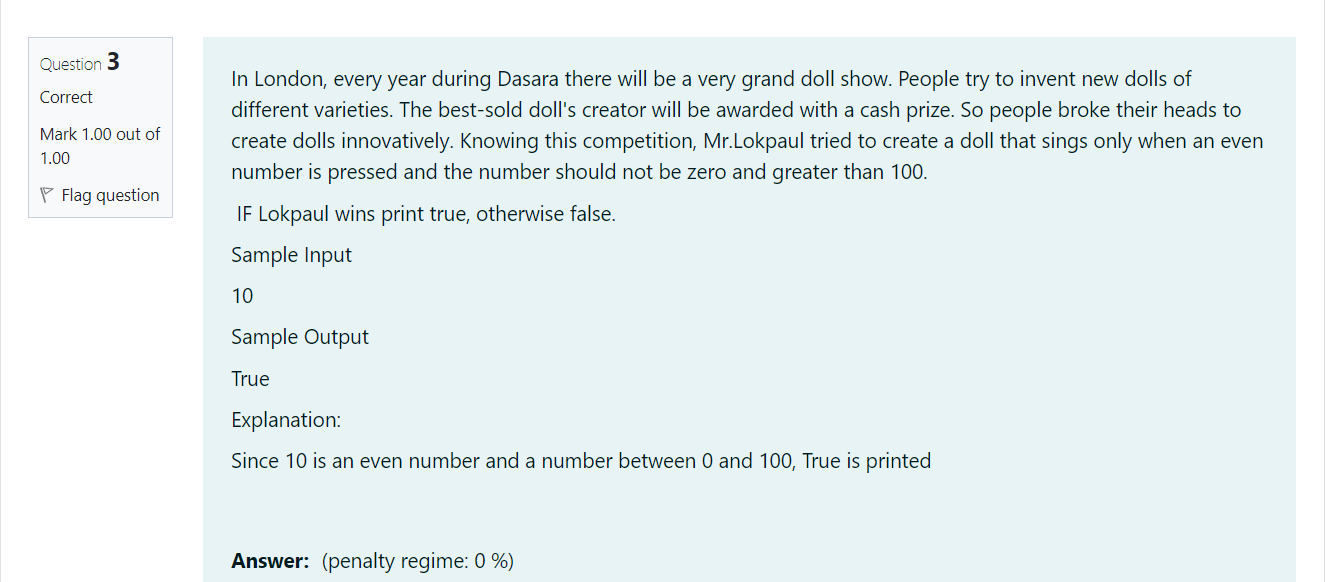 Question 3
Correct
Mark 1.00 out of
1.00
Flag question
In London, every year during Dasara there will be a very grand doll show. People try to invent new dolls of
different varieties. The best-sold doll's creator will be awarded with a cash prize. So people broke their heads to
create dolls innovatively. Knowing this competition, Mr.Lokpaul tried to create a doll that sings only when an even
number is pressed and the number should not be zero and greater than 100.
IF Lokpaul wins print true, otherwise false.
Sample Input
10
Sample Output
True
Explanation:
Since 10 is an even number and a number between 0 and 100, True is printed
Answer: (penalty regime: 0 %)